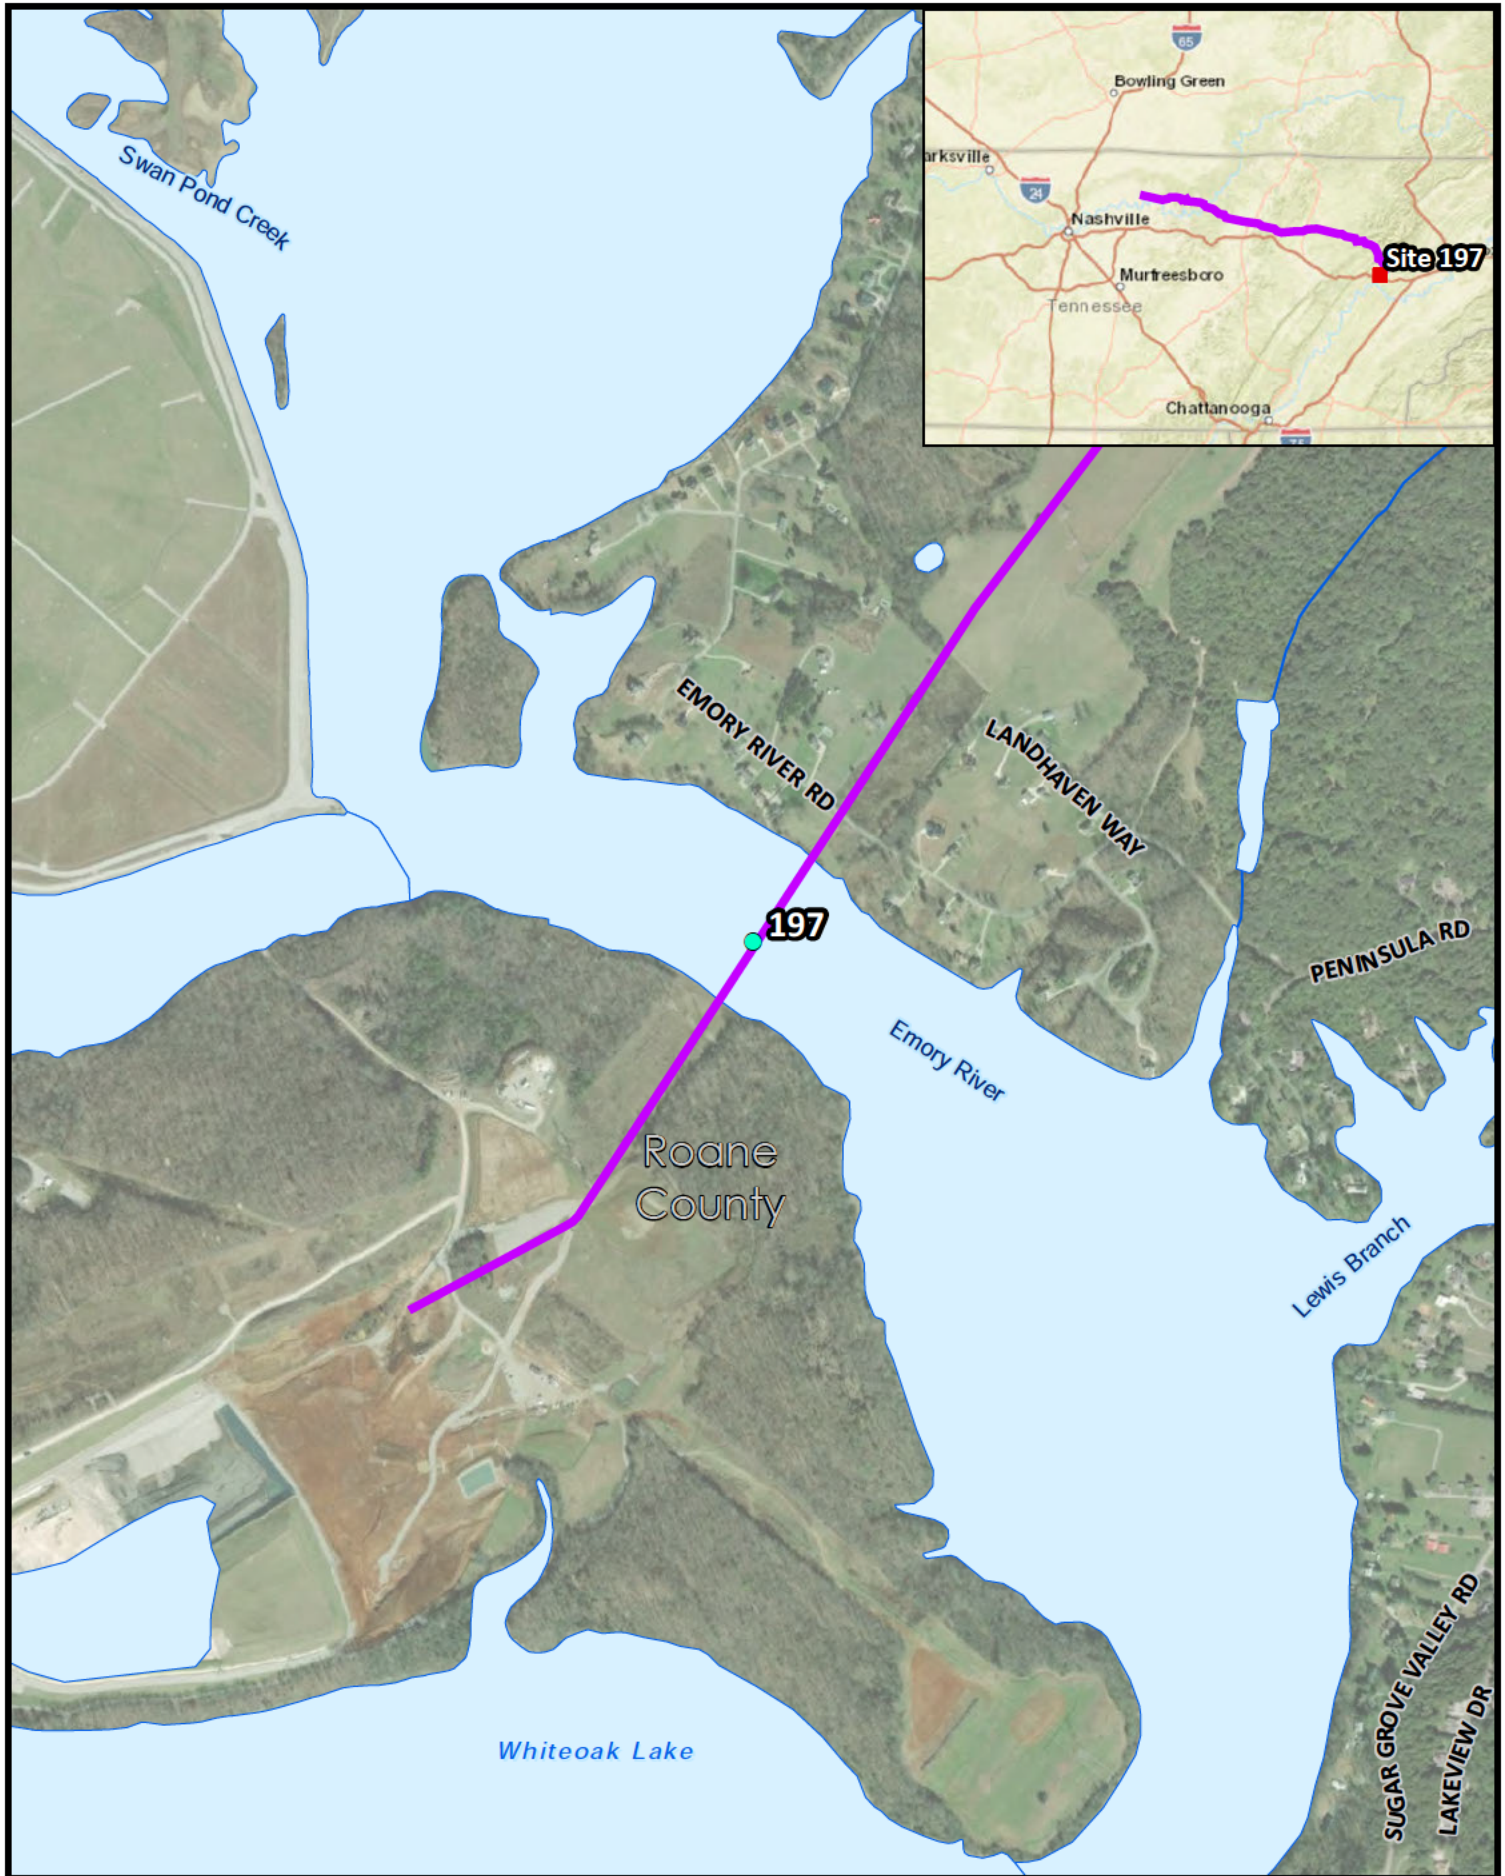 65
Bowling Green
arksville
24
Nashville
Site 197
Murfreesboro
Tennessee
Chattanooga
75
Swan Pond Creek
EMORY RIVER RD
LANDHAVEN WAY
197
PENINSULA RD
Emory River
Roane
County
Lewis Branch
SUGAR GROVE VALLEY RD
LAKEVIEW DR
Whiteoak Lake